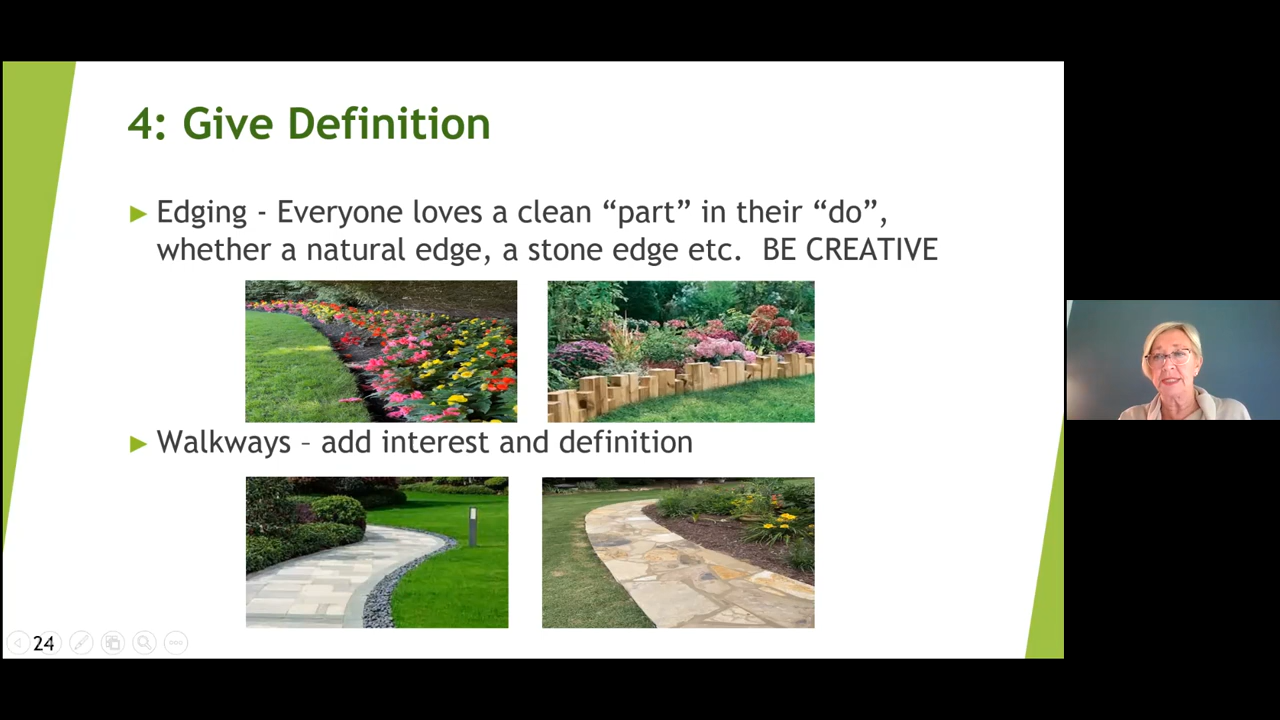 4: Give Definition
Edging - Everyone loves a clean “part” in their “do”,
whether a natural edge, a stone edge etc.  BE CREATIVE
Walkways – add interest and definition
24